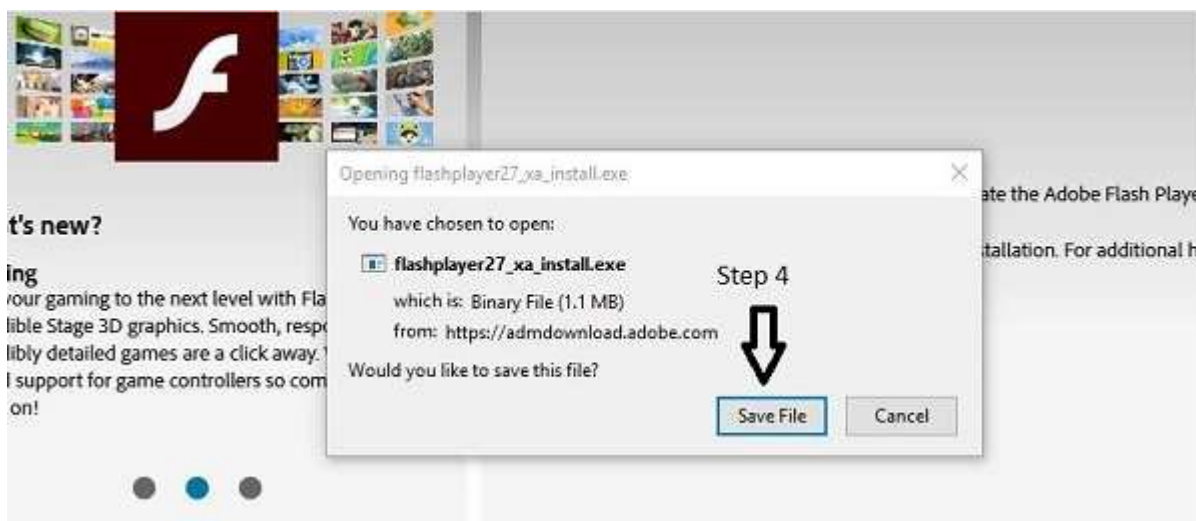 t's new?
ing
your gaming to the next level with Fla
lible Stage 3D graphics. Smooth, respo
libly detailed games are a click away.
l support for game controllers so com
on!
Opening flashplayer27_xa_install.exe
You have chosen to open:
flashplayer27_xa_install.exe
which is: Binary File (1.1 MB)
from: https://admdownload.adobe.com
Would you like to save this file?
Step 4
Save File
Cancel
ate the Adobe Flash Playe
tallation. For additional h